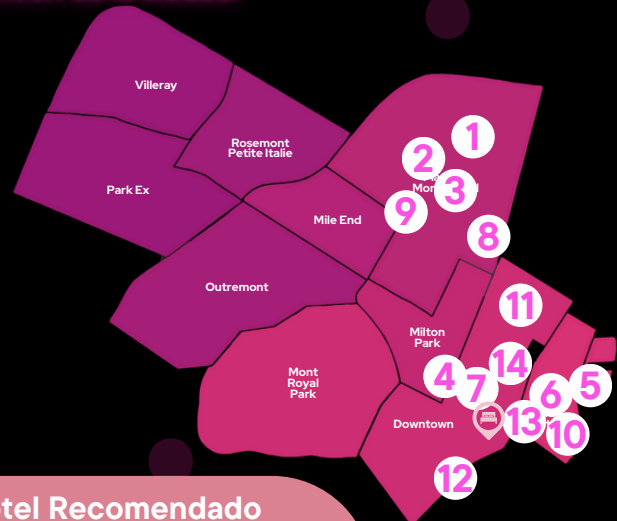 Villeray
Rosemont
Petite Italie
1
2
Park Ex
3
9
Mile End
8
Outremont
11
Milton
Park
14
Mont
Royal
Park
4
7
5
6
Downtown
13
10
12
tel Recomendado